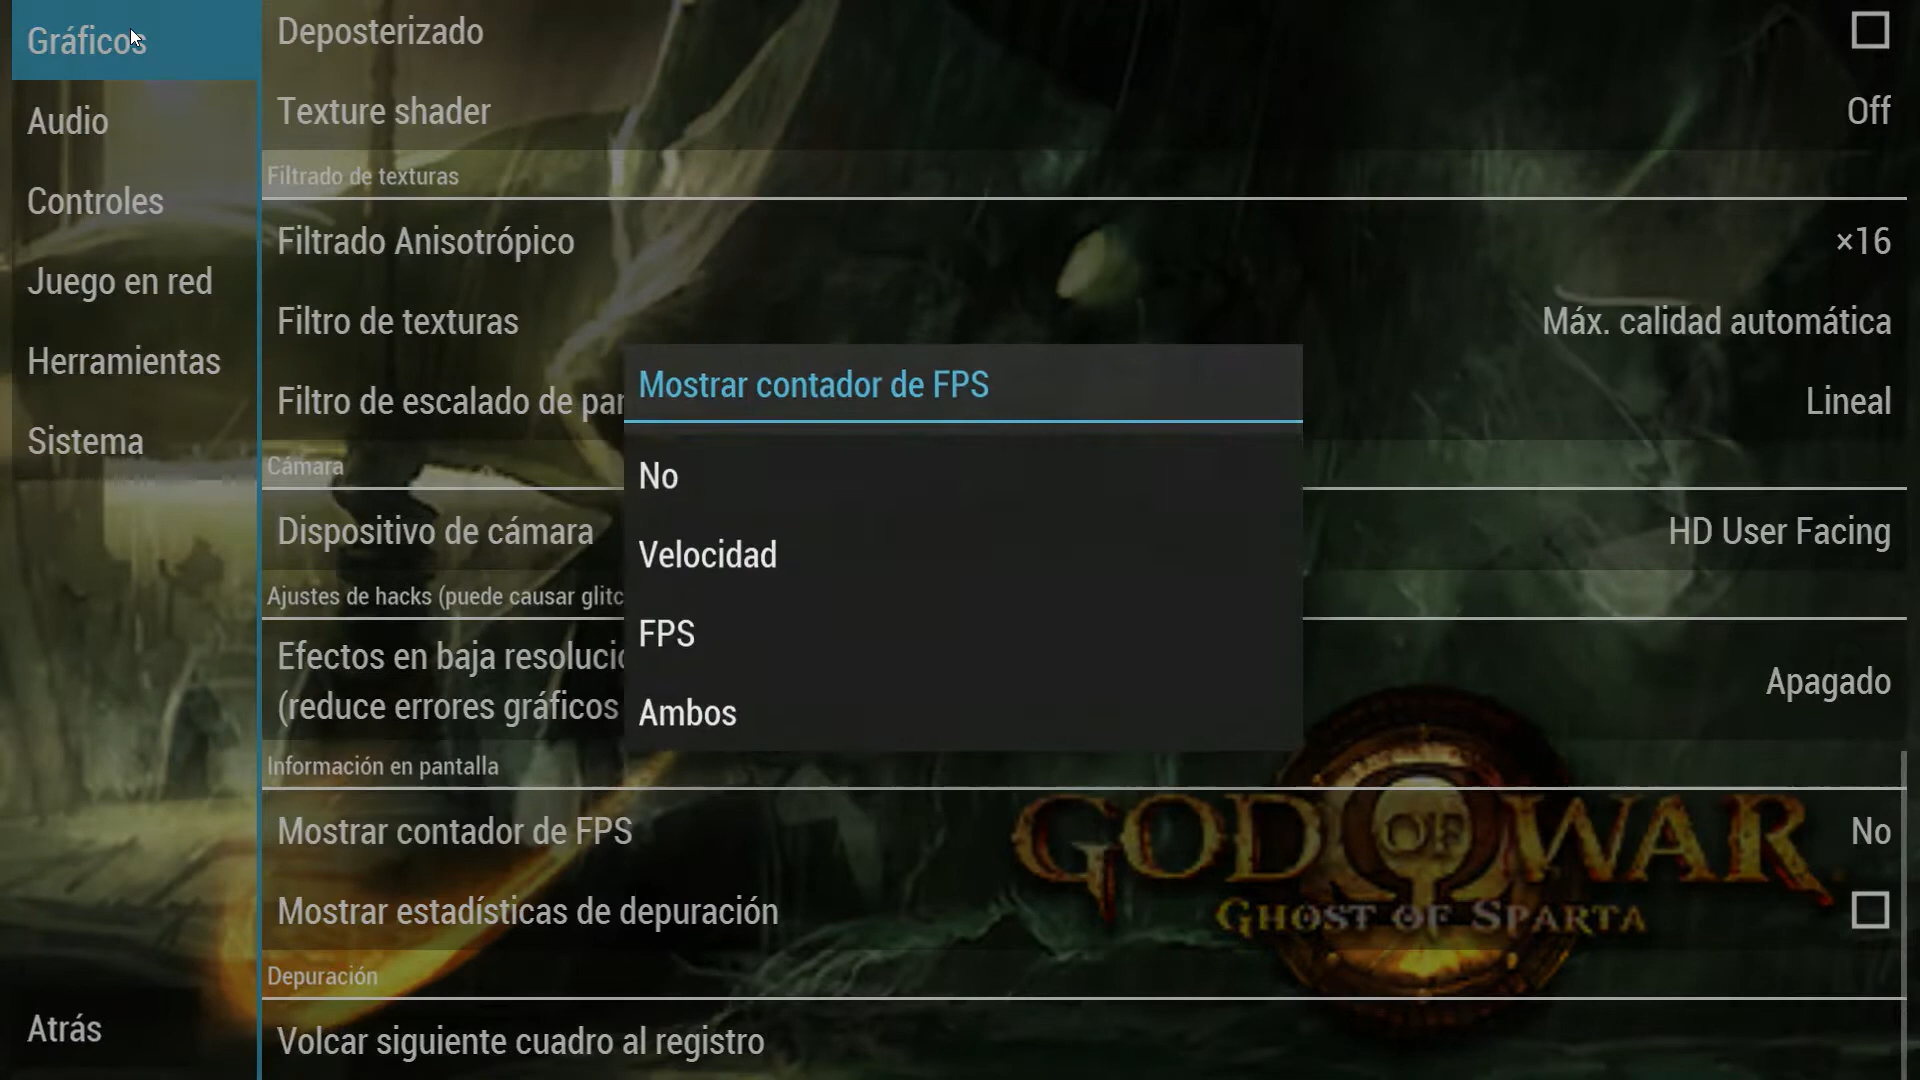 Gráficos
Audio
Controles
Juego en red
Herramientas
Sistema
Atrás
Deposterizado
Texture shader
Off
Filtrado de texturas
Filtrado Anisotrópico
×16
Filtro de texturas
Máx. calidad automática
Filtro de escalado de
Lineal
Cámara
Dispositivo de cámara
HD User Facing
Ajustes de hacks (puede causar
Efectos en baja
(reduce errores gráficos
Apagado
Información en pantalla
Mostrar contador de FPS
No
Mostrar estadísticas de depuración
Depuración
Volcar siguiente cuadro al registro
Mostrar contador de FPS
No
Velocidad
FPS
Ambos
GOD OF WAR
GHOST OF SPARTA